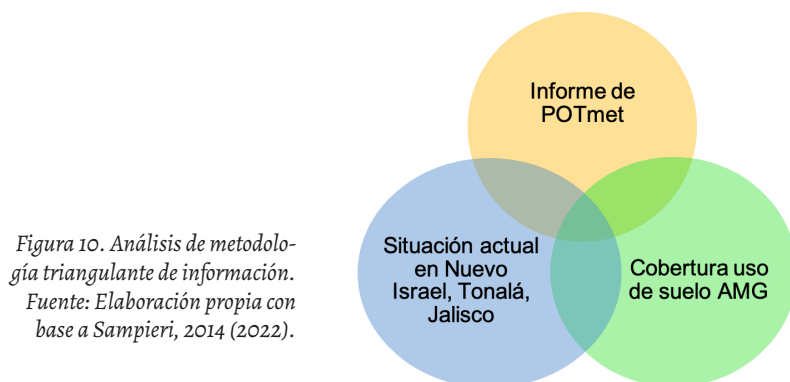 Informe de
POTmet
Situación actual
en Nuevo
Israel, Tonalá,
Jalisco
Cobertura uso
de suelo AMG
Figura 10. Análisis de metodolo-
gía triangulante de información.
Fuente: Elaboración propia con
base a Sampieri, 2014 (2022).